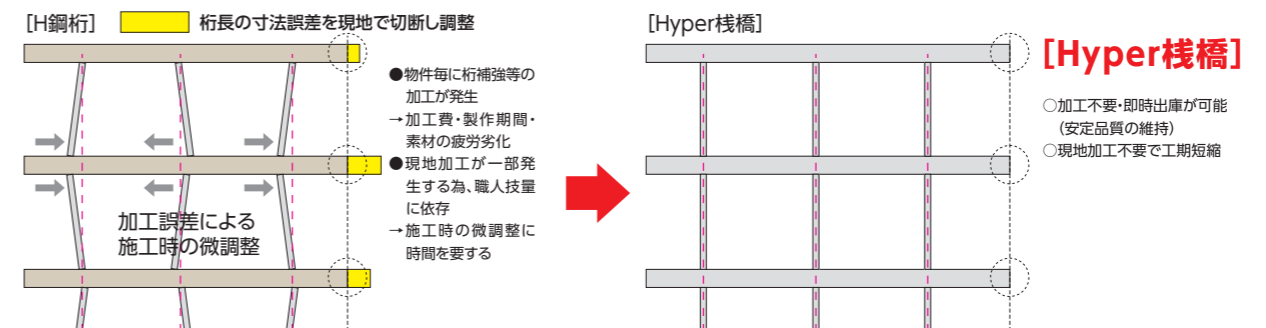 [H鋼桁]
桁長の寸法誤差を現地で切断し調整
●物件毎に桁補強等の
加工が発生
→加工費・製作期間・
素材の疲労劣化
●現地加工が一部発
生する為、職人技量
に依存
→施工時の微調整に
時間を要する
加工誤差による
施工時の微調整
[Hyper桟橋]
[Hyper桟橋]
○加工不要・即時出庫が可能
（安定品質の維持）
○現地加工不要で工期短縮